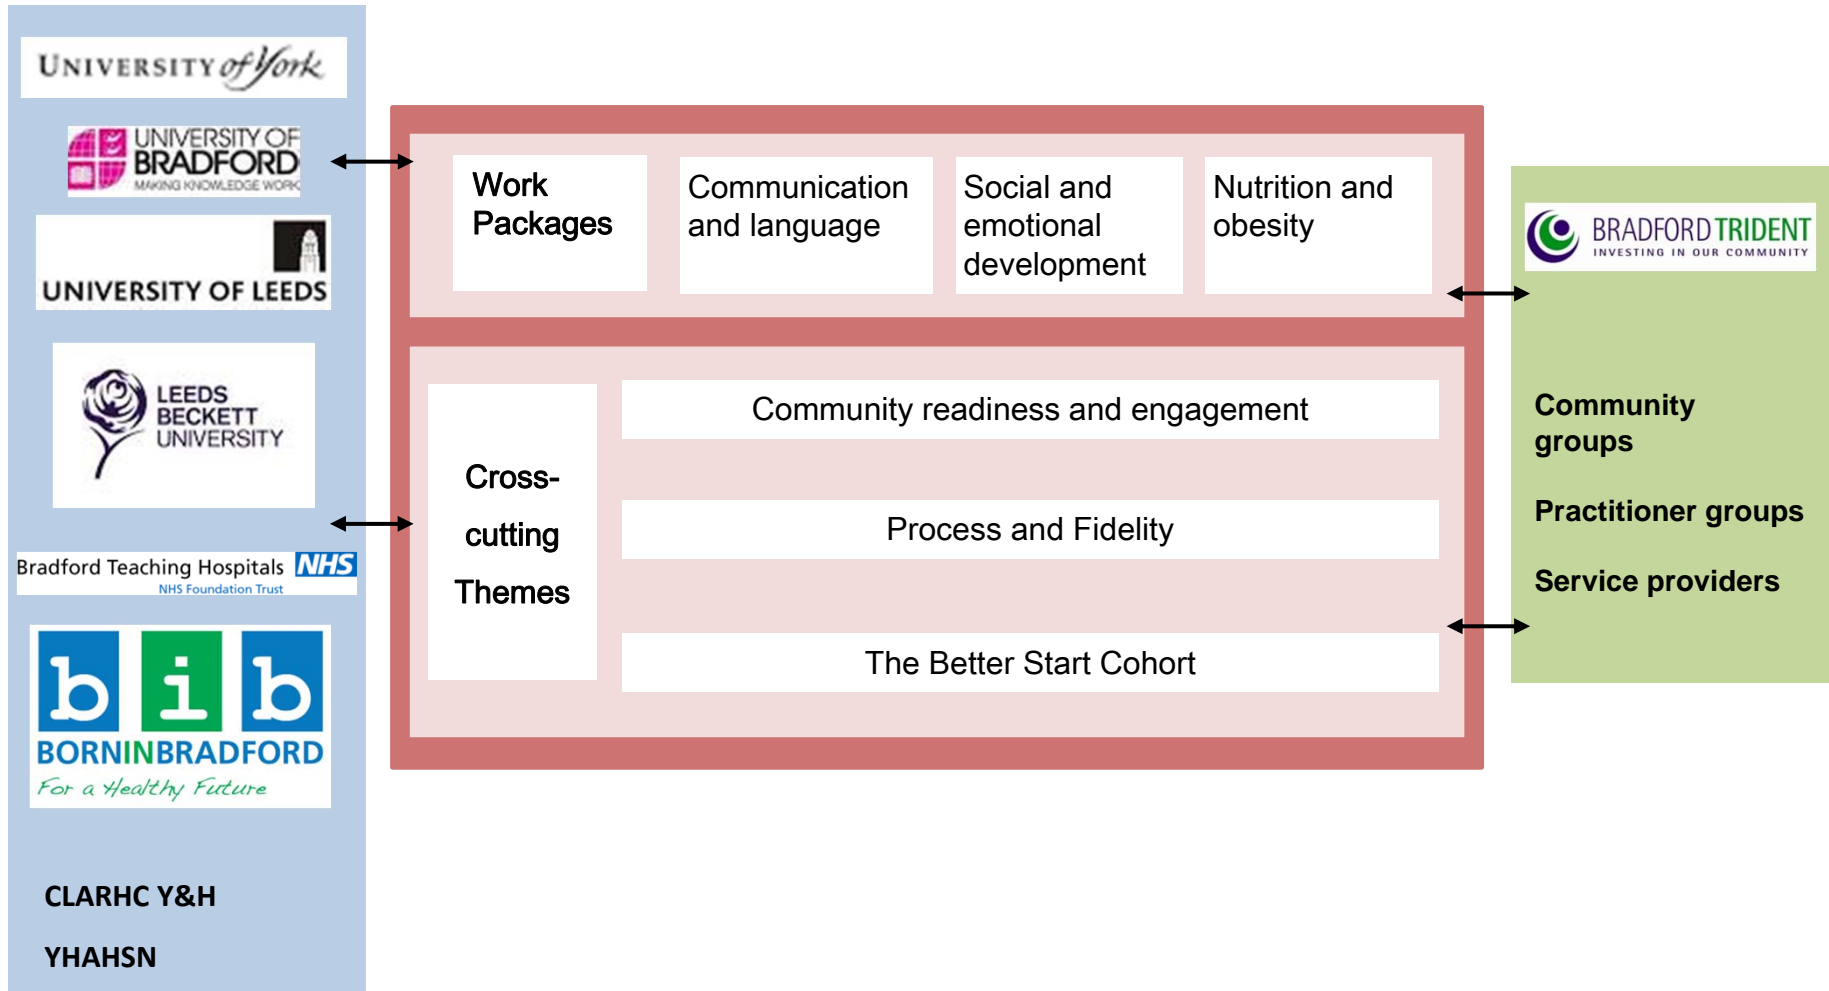 UNIVERSITY of York
UNIVERSITY OF
BRADFORD
MAKING KNOWLEDGE WORK
UNIVERSITY OF LEEDS
LEEDS
BECKETT
UNIVERSITY
Bradford Teaching Hospitals NHS
NHS Foundation Trust
bib
BORNINBRADFORD
For a Healthy Future
CLARHC Y&H
YHAHSN
Work
Packages
Communication
and language
Social and
emotional
development
Nutrition and
obesity
Cross-
cutting
Themes
Community readiness and engagement
Process and Fidelity
The Better Start Cohort
BRADFORD TRIDENT
INVESTING IN OUR COMMUNITY
Community
groups
Practitioner groups
Service providers